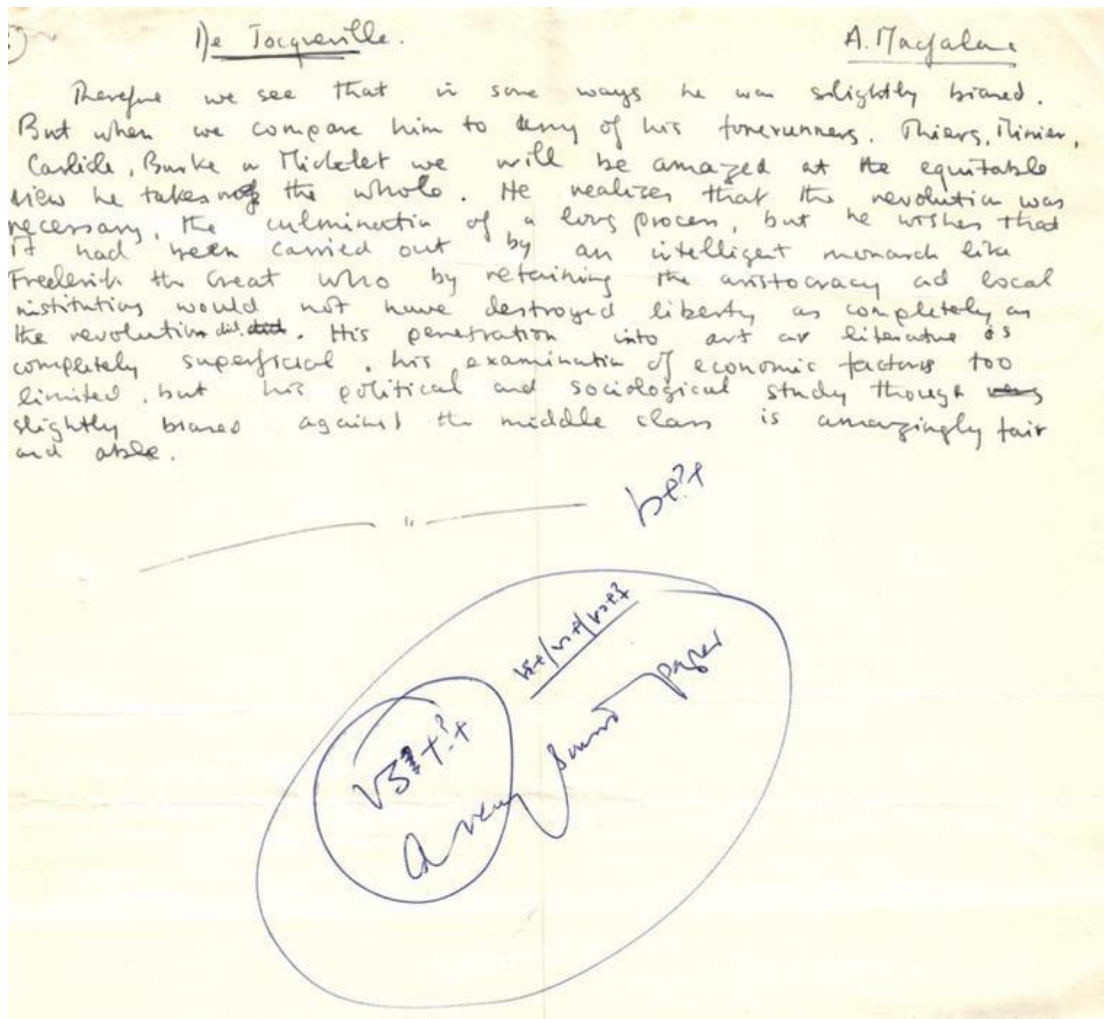 De Tocqueville. A. Macfalane
Therefore we see that in some ways he was slightly biased.
But when we compare him to any of his forerunners. Thiers, Minier,
Carlide, Burke or Michelet we will be amazed at the equitable
view he takes of the whole. He realizes that the revolution was
necessary, the culmination of a long process, but he wishes that
it had been carried out by an intelligent monarch like
Frederik the Great who by retaining the aristocracy and local
institutions would not have destroyed liberty as completely as
the revolution did. His penetration into art or literature is
completely superficial. his examination of economic factors too
limited. but his political and sociological study though
slightly biased against the middle class is amazingly fair
and able.
b+?+
a very sound paper